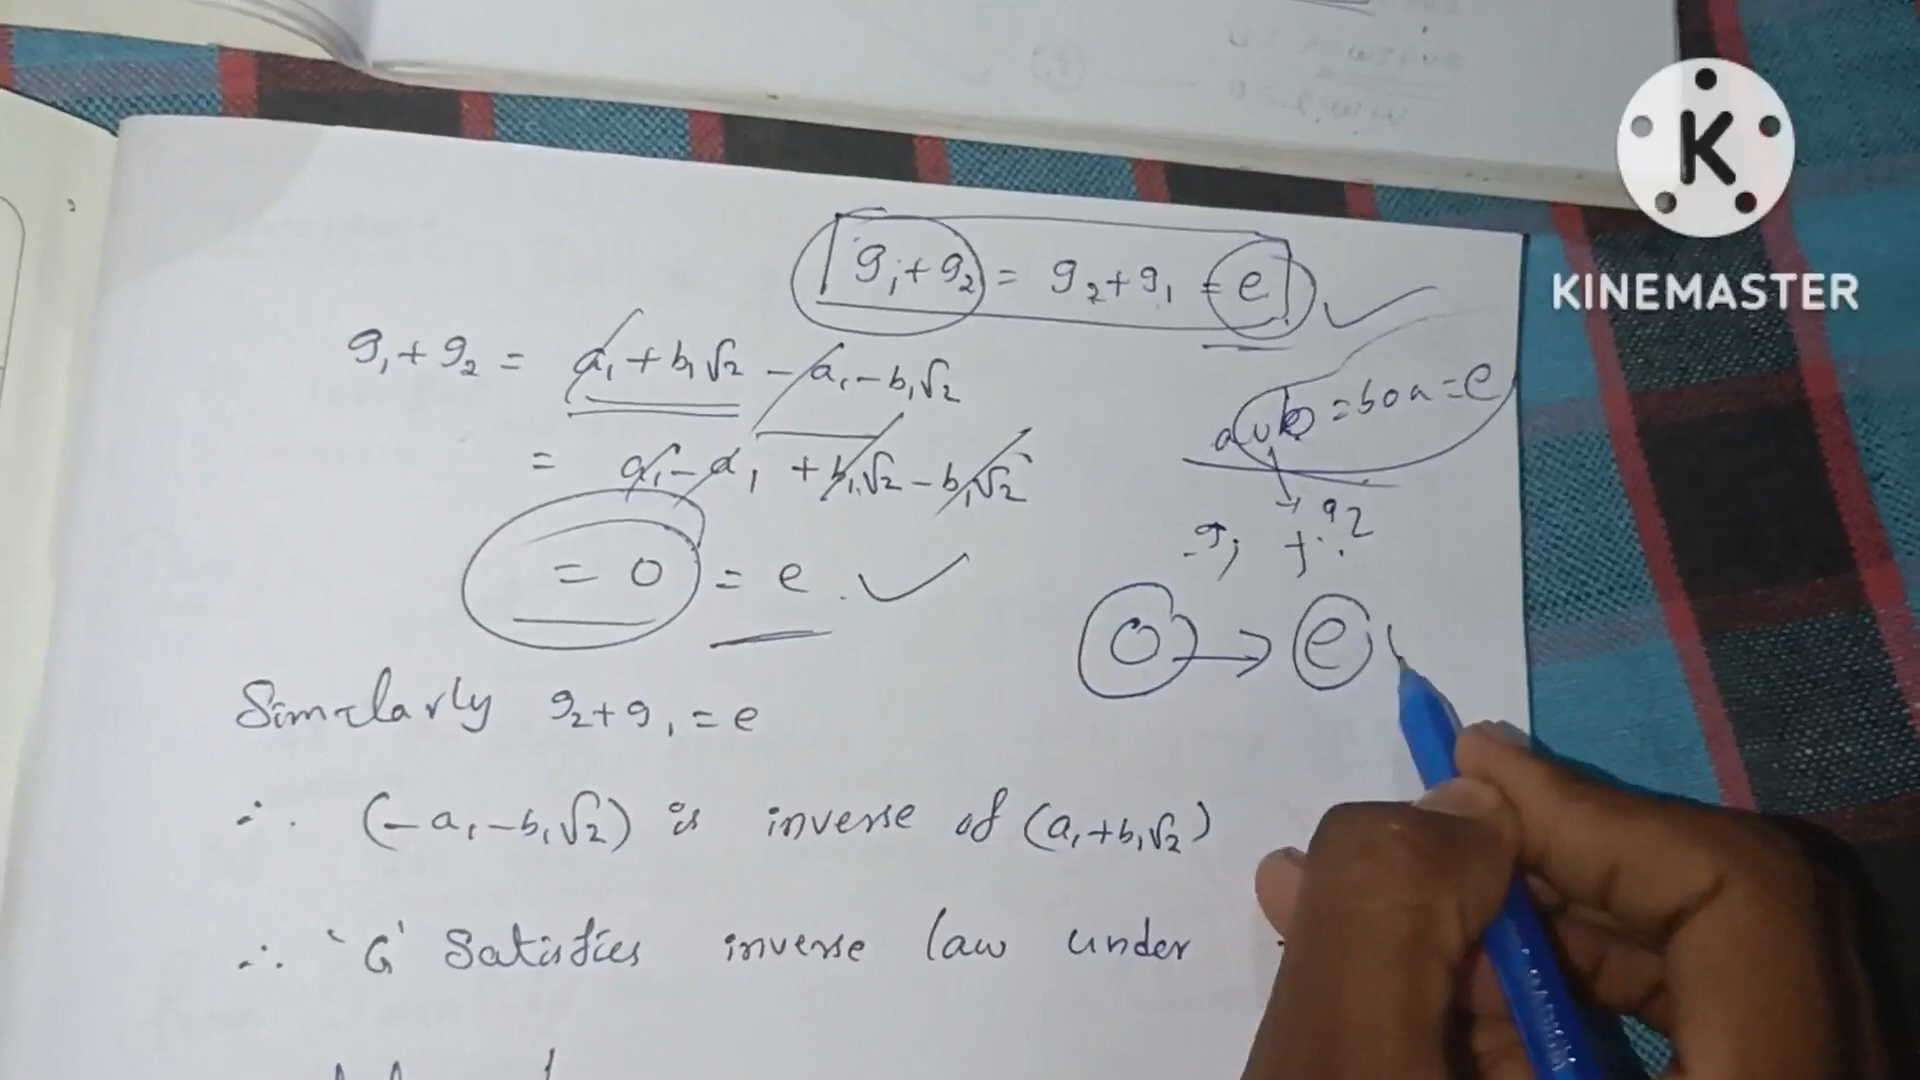 g₁+g₂ = g₂+g₁ = e
g₁+g₂ = a₁+b₁√2 - a₁-b₁√2
= a₁-a₁ +b₁√2 - b₁√2
= 0 = e.
aob = boa = e
g₁ + g₂
0 → e
Similarly g₂+g₁ = e
∴ (-a₁-b₁√2) is inverse of (a₁+b₁√2)
∴ 'G' Satisfies inverse law under
K
KINEMASTER